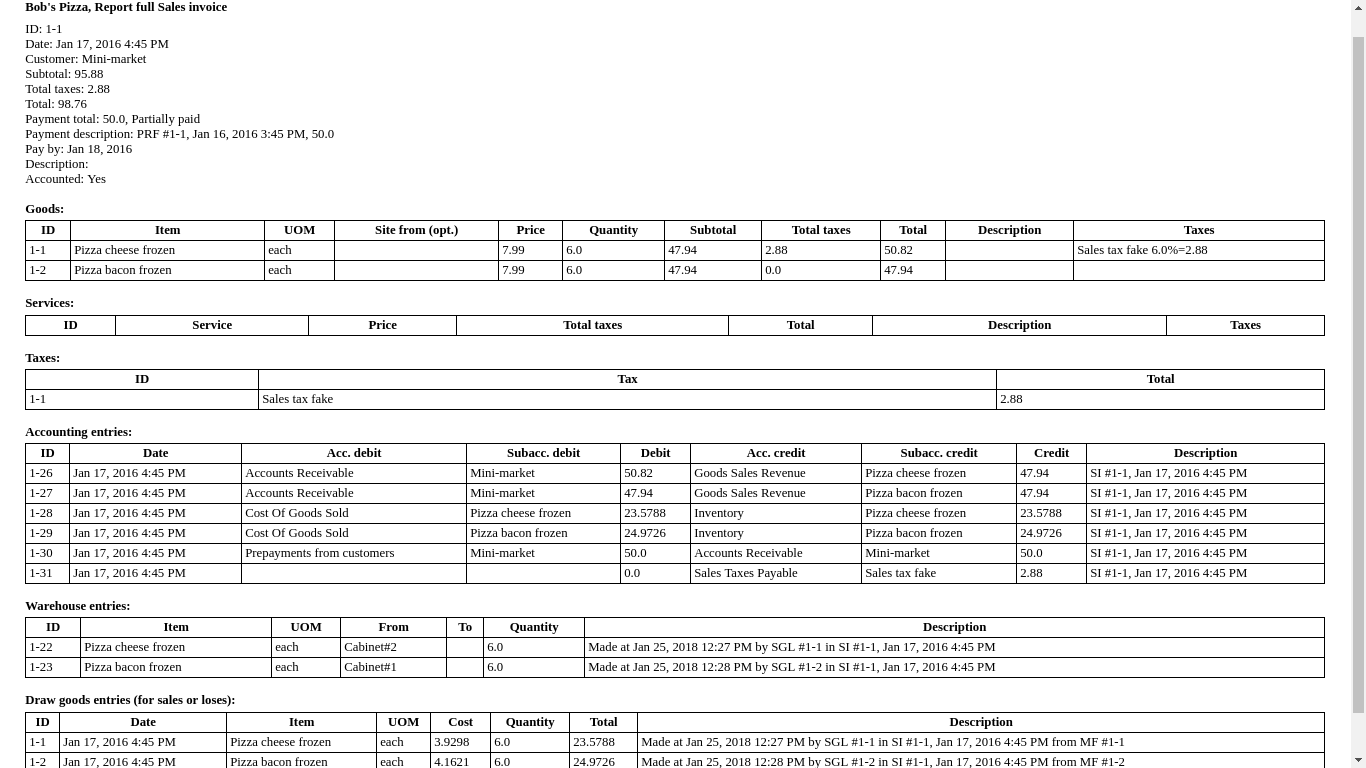 Bob's Pizza, Report full Sales invoice
ID: 1-1
Date: Jan 17, 2016 4:45 PM
Customer: Mini-market
Subtotal: 95.88
Total taxes: 2.88
Total: 98.76
Payment total: 50.0, Partially paid
Payment description: PRF #1-1, Jan 16, 2016 3:45 PM, 50.0
Pay by: Jan 18, 2016
Description:
Accounted: Yes
Goods:
ID Item UOM Site from (opt.) Price Quantity Subtotal Total taxes Total Description Taxes
1-1 Pizza cheese frozen each 7.99 6.0 47.94 2.88 50.82 Sales tax fake 6.0%=2.88
1-2 Pizza bacon frozen each 7.99 6.0 47.94 0.0 47.94
Services:
ID Service Price Total taxes Total Description Taxes
Taxes:
ID Tax Total
1-1 Sales tax fake 2.88
Accounting entries:
ID Date Acc. debit Subacc. debit Debit Acc. credit Subacc. credit Credit Description
1-26 Jan 17, 2016 4:45 PM Accounts Receivable Mini-market 50.82 Goods Sales Revenue Pizza cheese frozen 47.94 SI #1-1, Jan 17, 2016 4:45 PM
1-27 Jan 17, 2016 4:45 PM Accounts Receivable Mini-market 47.94 Goods Sales Revenue Pizza bacon frozen 47.94 SI #1-1, Jan 17, 2016 4:45 PM
1-28 Jan 17, 2016 4:45 PM Cost Of Goods Sold Pizza cheese frozen 23.5788 Inventory Pizza cheese frozen 23.5788 SI #1-1, Jan 17, 2016 4:45 PM
1-29 Jan 17, 2016 4:45 PM Cost Of Goods Sold Pizza bacon frozen 24.9726 Inventory Pizza bacon frozen 24.9726 SI #1-1, Jan 17, 2016 4:45 PM
1-30 Jan 17, 2016 4:45 PM Prepayments from customers Mini-market 50.0 Accounts Receivable Mini-market 50.0 SI #1-1, Jan 17, 2016 4:45 PM
1-31 Jan 17, 2016 4:45 PM 0.0 Sales Taxes Payable Sales tax fake 2.88 SI #1-1, Jan 17, 2016 4:45 PM
Warehouse entries:
ID Item UOM From To Quantity Description
1-22 Pizza cheese frozen each Cabinet#2 6.0 Made at Jan 25, 2018 12:27 PM by SGL #1-1 in SI #1-1, Jan 17, 2016 4:45 PM
1-23 Pizza bacon frozen each Cabinet#1 6.0 Made at Jan 25, 2018 12:28 PM by SGL #1-2 in SI #1-1, Jan 17, 2016 4:45 PM
Draw goods entries (for sales or loses):
ID Date Item UOM Cost Quantity Total Description
1-1 Jan 17, 2016 4:45 PM Pizza cheese frozen each 3.9298 6.0 23.5788 Made at Jan 25, 2018 12:27 PM by SGL #1-1 in SI #1-1, Jan 17, 2016 4:45 PM from MF #1-1
1-2 Jan 17, 2016 4:45 PM Pizza bacon frozen each 4.1621 6.0 24.9726 Made at Jan 25, 2018 12:28 PM by SGL #1-2 in SI #1-1, Jan 17, 2016 4:45 PM from MF #1-2